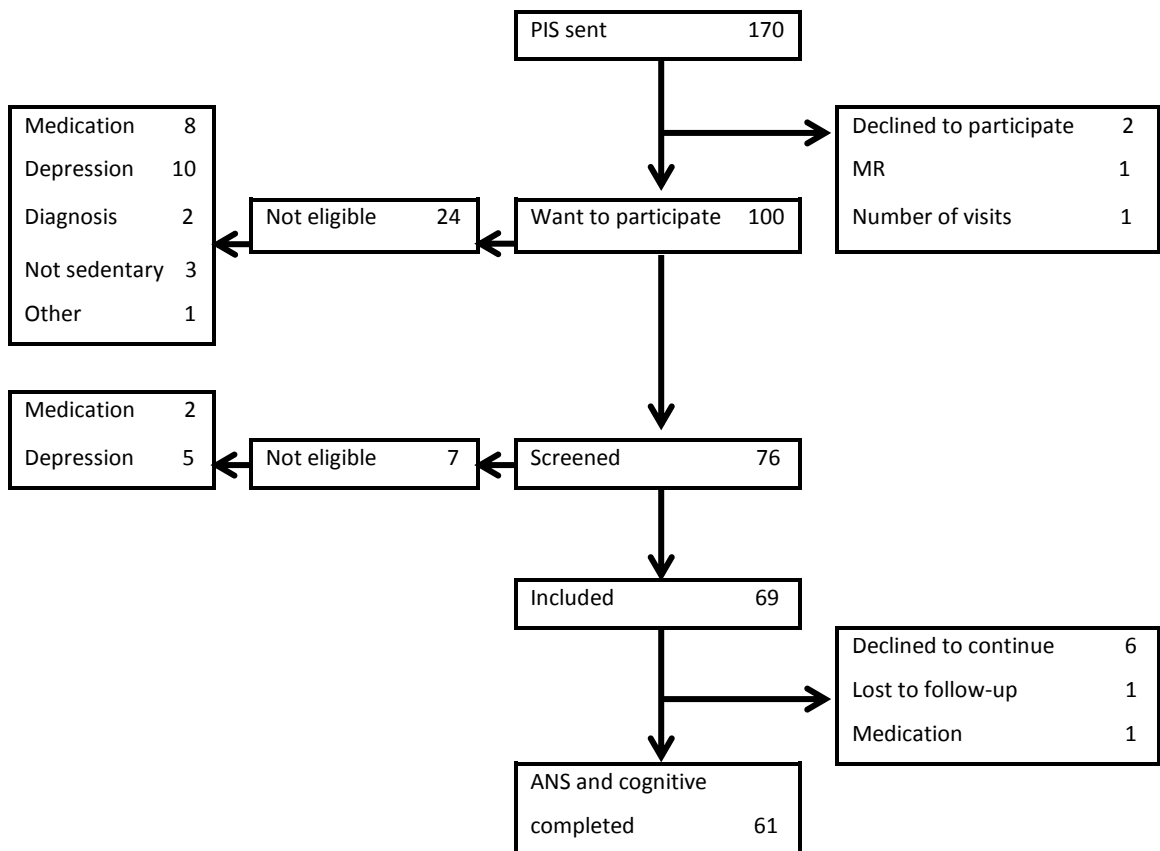 PIS sent 170
Declined to participate 2
MR 1
Number of visits 1
Want to participate 100
Not eligible 24
Medication 8
Depression 10
Diagnosis 2
Not sedentary 3
Other 1
Screened 76
Not eligible 7
Medication 2
Depression 5
Included 69
Declined to continue 6
Lost to follow-up 1
Medication 1
ANS and cognitive
completed 61